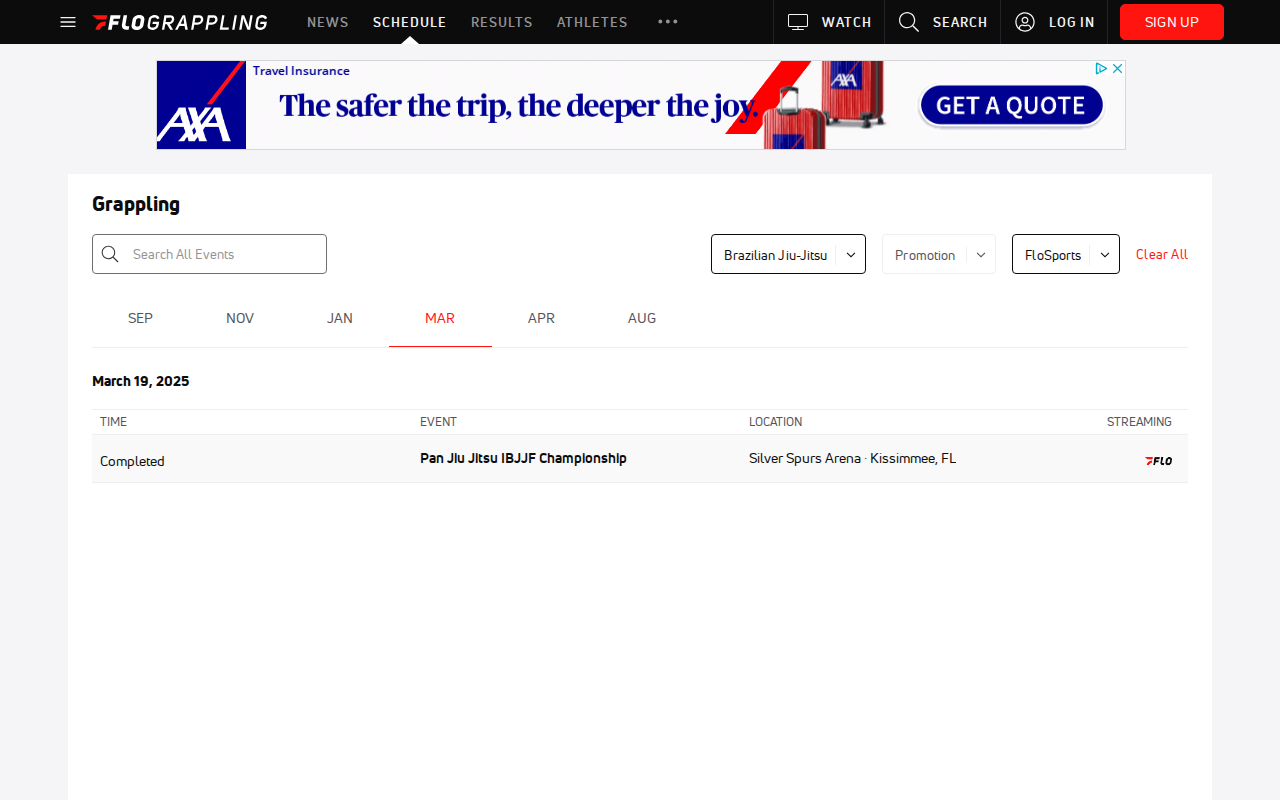 FLOGRAPPLING NEWS SCHEDULE RESULTS ATHLETES WATCH SEARCH LOG IN SIGN UP
Travel Insurance
AXA
The safer the trip, the deeper the joy.
AXA
GET A QUOTE
Grappling
Search All Events
Brazilian Jiu-Jitsu
Promotion
FloSports
Clear All
SEP NOV JAN MAR APR AUG
March 19, 2025
TIME EVENT LOCATION STREAMING
Completed Pan Jiu Jitsu IBJJF Championship Silver Spurs Arena · Kissimmee, FL FLO